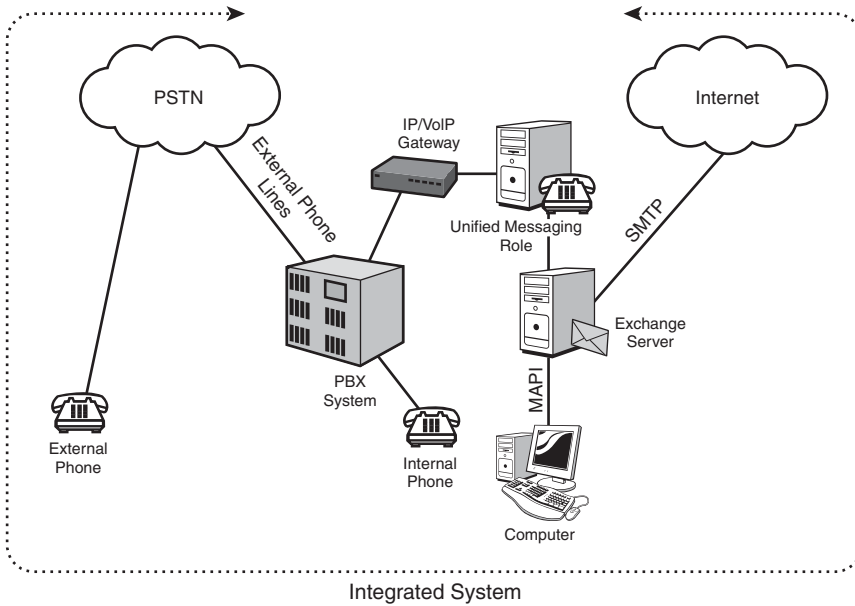 PSTN
Internet
IP/VoIP
Gateway
External Phone
Lines
Unified Messaging
Role
SMTP
Exchange
Server
PBX
System
MAPI
External
Phone
Internal
Phone
Computer
Integrated System